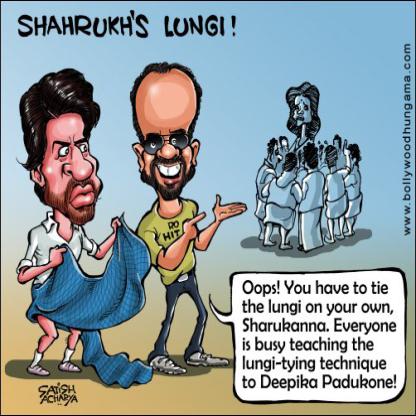 SHAHRUKH'S LUNGI!
www.bollywoodhungama.com
RO
HIT
Oops! You have to tie
the lungi on your own,
Sharukanna. Everyone
is busy teaching the
lungi-tying technique
to Deepika Padukone!
SATISH
ACHARYA